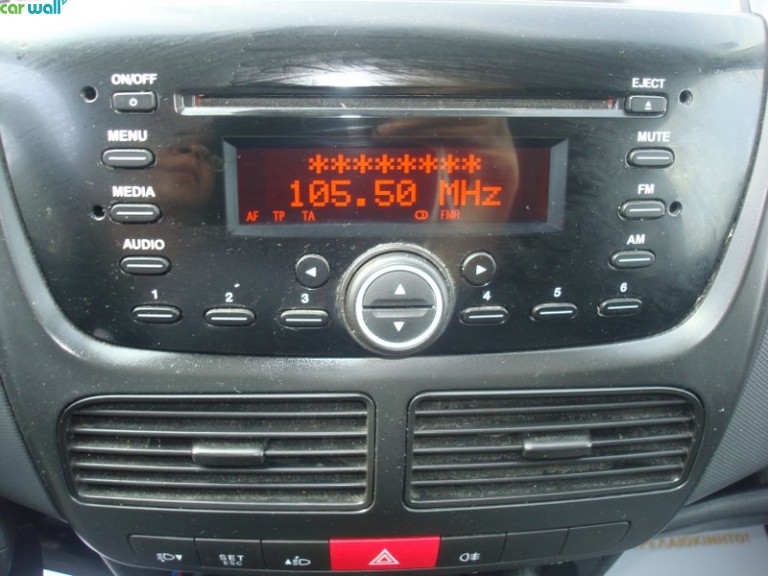 car wall
ON/OFF
EJECT
MENU
MUTE
MEDIA
FM
AUDIO
AM
********
105.50 MHz
AF TP TA FMR
1 2 3 4 5 6
SET
ESC